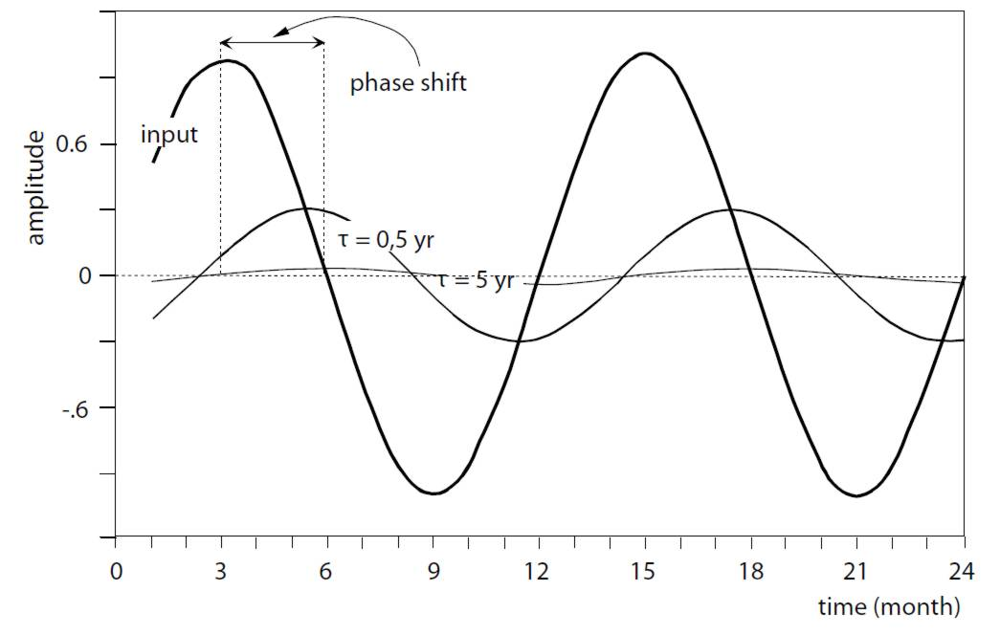 phase shift
input
amplitude
0.6
τ = 0,5 yr
0
τ = 5 yr
-.6
0 3 6 9 12 15 18 21 24
time (month)